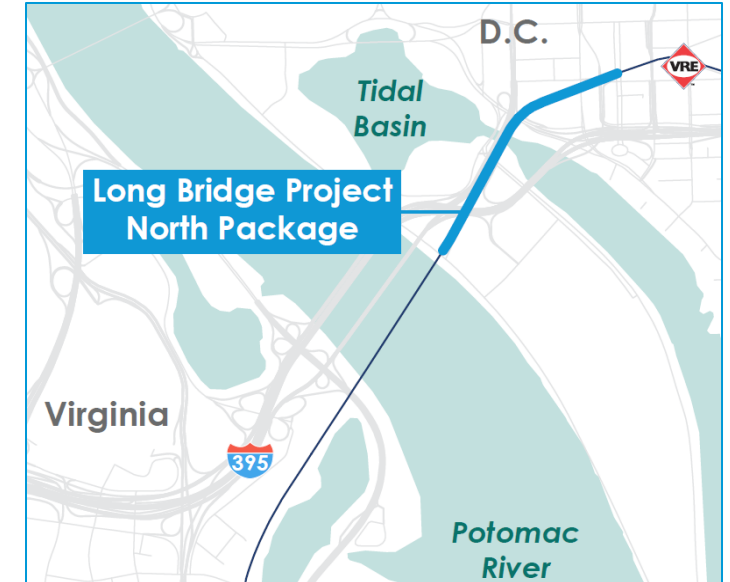 D.C.
VRE
Tidal
Basin
Long Bridge Project
North Package
Virginia
395
Potomac
River